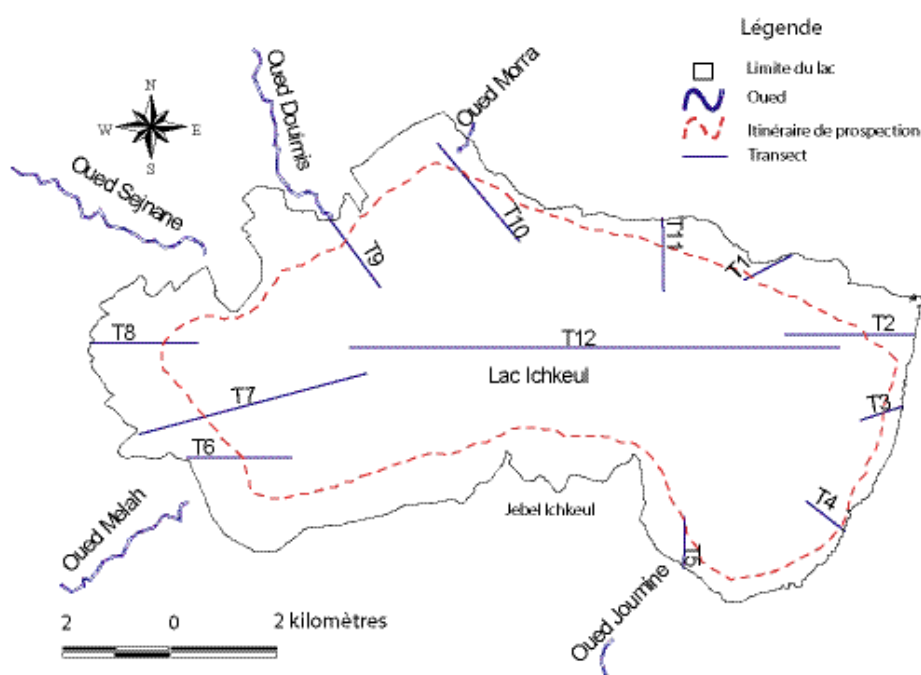 Légende
Limite du lac
Oued
Itinéraire de prospection
Transect
N
W
E
S
Oued Sejnane
Oued Douimis
Oued Morra
T10
T9
T11
T1
T2
T8
T12
Lac Ichkeul
T7
T3
T6
Jebel Ichkeul
T4
T5
Oued Melah
Oued Joumine
2
0
2 kilomètres